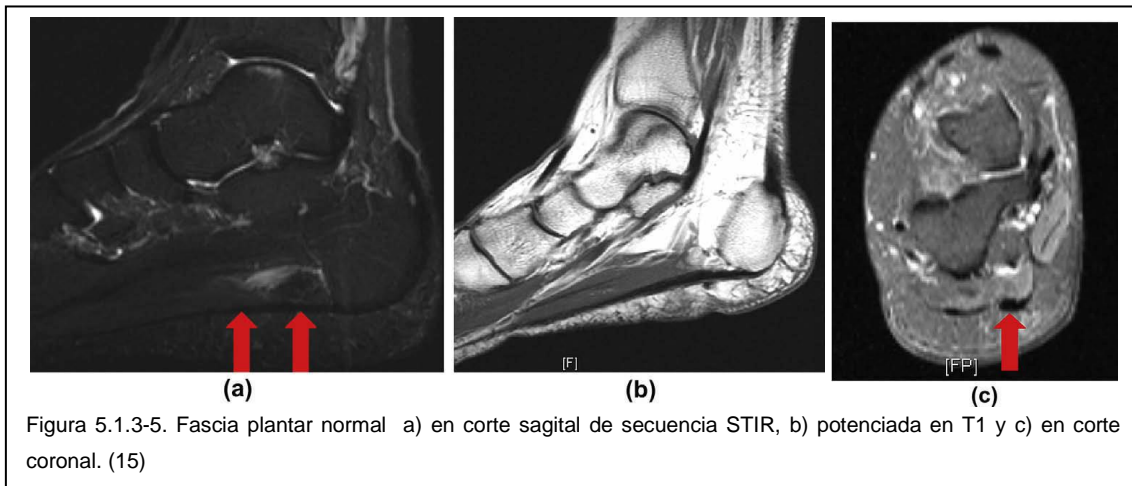 [F]
[FP]
(a)
(b)
(c)
Figura 5.1.3-5. Fascia plantar normal a) en corte sagital de secuencia STIR, b) potenciada en T1 y c) en corte
coronal. (15)